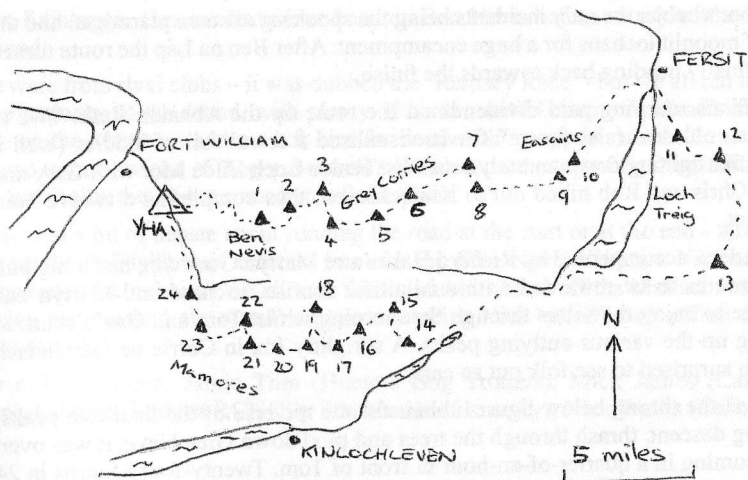 FERSIT
FORT WILLIAM
YHA
1
Ben
Nevis
2
3
4
Grey Corries
5
6
7
8
Easains
9
10
11
12
Loch
Treig
13
24
23
22
21
20
19
18
17
16
15
14
Mamores
N
KINLOCHLEVEN
5 miles